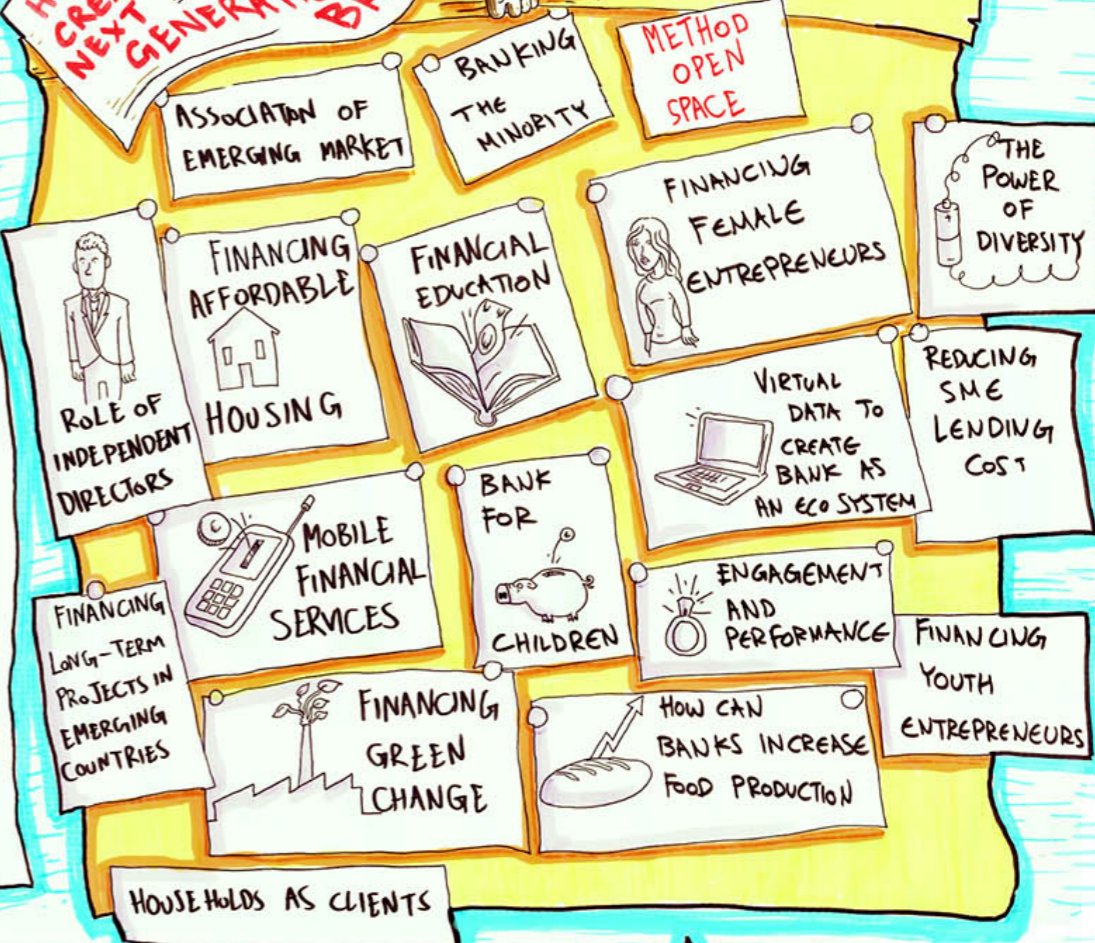 CRE
NEXT
GENERAT
METHOD
OPEN
SPACE
BANKING
THE
MINORITY
ASSOCIATON OF
EMERGING MARKET
THE
POWER
OF
DIVERSITY
FINANCING
FEMALE
ENTREPRENEURS
FINANCIAL
EDUCATION
FINANCING
AFFORDABLE
HOUSING
ROLE OF
INDEPENDENT
DIRECTORS
REDUCING
SME
LENDING
COST
VIRTUAL
DATA TO
CREATE
BANK AS
AN ECO SYSTEM
BANK
FOR
CHILDREN
MOBILE
FINANCIAL
SERVICES
ENGAGEMENT
AND
PERFORMANCE
FINANCING
LONG-TERM
PROJECTS IN
EMERGING
COUNTRIES
FINANCING
YOUTH
ENTREPRENEURS
FINANCING
GREEN
CHANGE
HOW CAN
BANKS INCREASE
FOOD PRODUCTION
HOUSEHOLDS AS CLIENTS